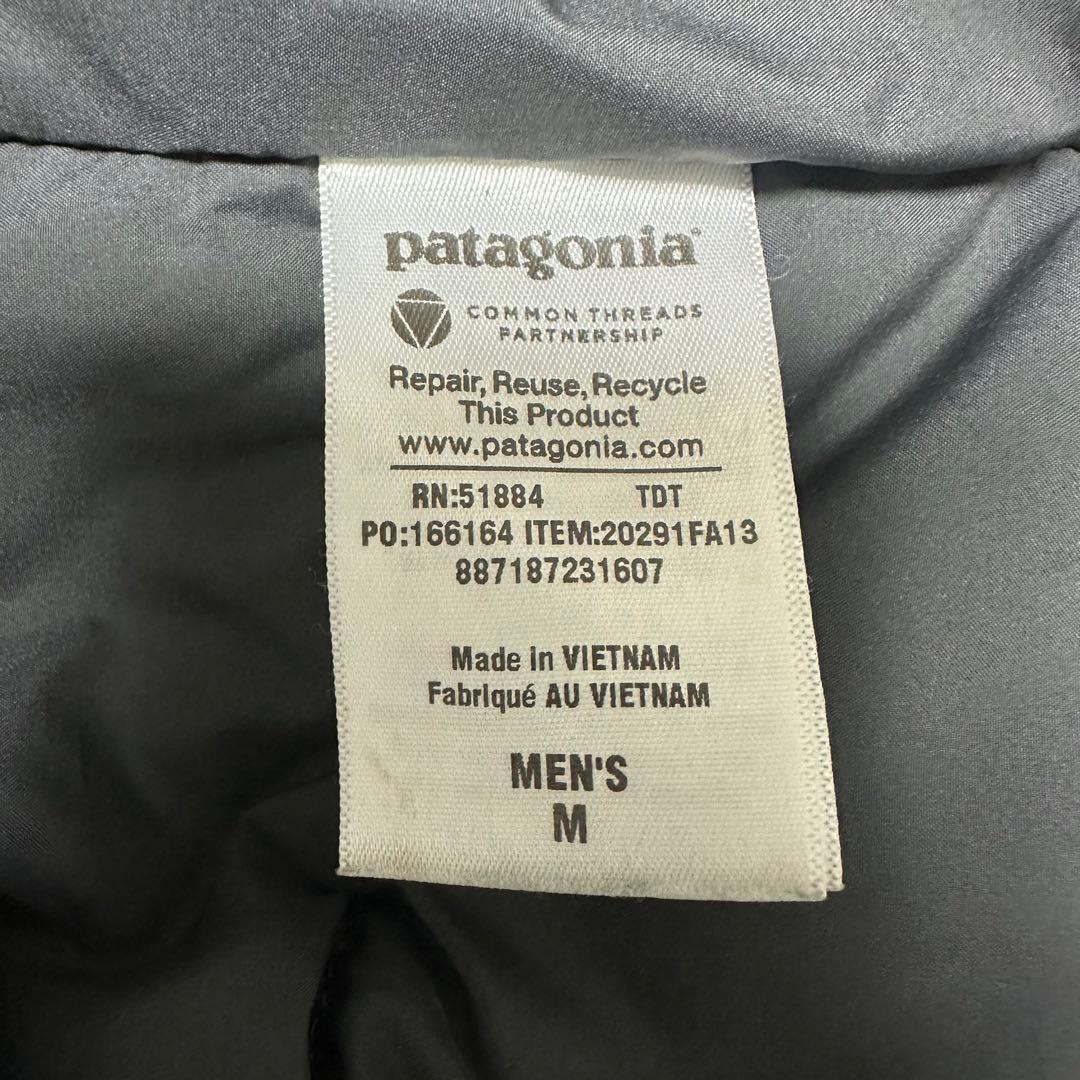 patagonia
COMMON THREADS
PARTNERSHIP
Repair, Reuse, Recycle
This Product
www.patagonia.com
RN:51884 TDT
PO:166164 ITEM:20291FA13
887187231607
Made in VIETNAM
Fabriqué AU VIETNAM
MEN'S
M